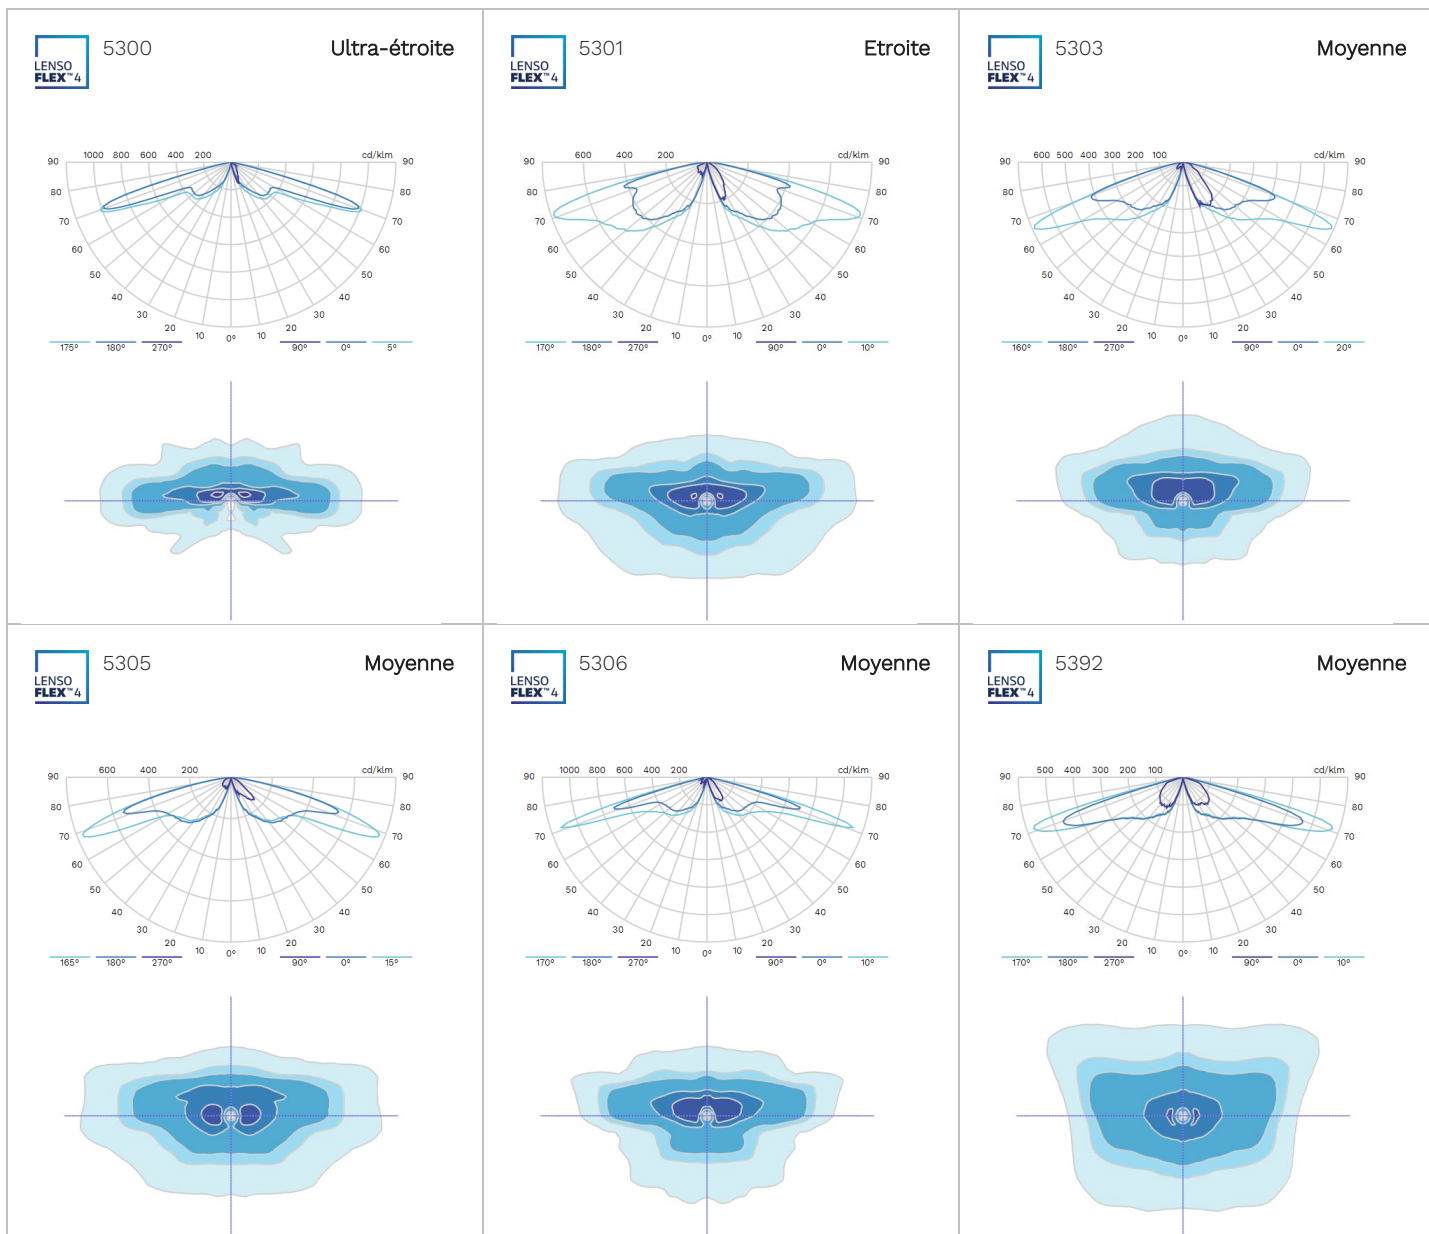 5300 Ultra-étroite
LENSO
FLEX™4
90 1000 800 600 400 200 cd/klm 90
80 80
70 70
60 60
50 50
40 40
30 30
20 10 0° 10 20
175° 180° 270° 90° 0° 5°
5301 Etroite
LENSO
FLEX™4
90 600 400 200 cd/klm 90
80 80
70 70
60 60
50 50
40 40
30 30
20 10 0° 10 20
170° 180° 270° 90° 0° 10°
5303 Moyenne
LENSO
FLEX™4
90 600 500 400 300 200 100 cd/klm 90
80 80
70 70
60 60
50 50
40 40
30 30
20 10 0° 10 20
160° 180° 270° 90° 0° 20°
5305 Moyenne
LENSO
FLEX™4
90 600 400 200 cd/klm 90
80 80
70 70
60 60
50 50
40 40
30 30
20 10 0° 10 20
165° 180° 270° 90° 0° 15°
5306 Moyenne
LENSO
FLEX™4
90 1000 800 600 400 200 cd/klm 90
80 80
70 70
60 60
50 50
40 40
30 30
20 10 0° 10 20
170° 180° 270° 90° 0° 10°
5392 Moyenne
LENSO
FLEX™4
90 500 400 300 200 100 cd/klm 90
80 80
70 70
60 60
50 50
40 40
30 30
20 10 0° 10 20
170° 180° 270° 90° 0° 10°